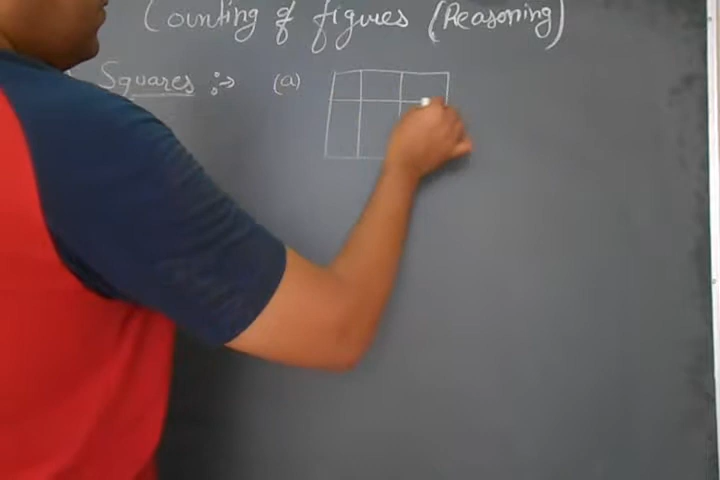 Counting of figures (Reasoning)
Squares :→ (a)